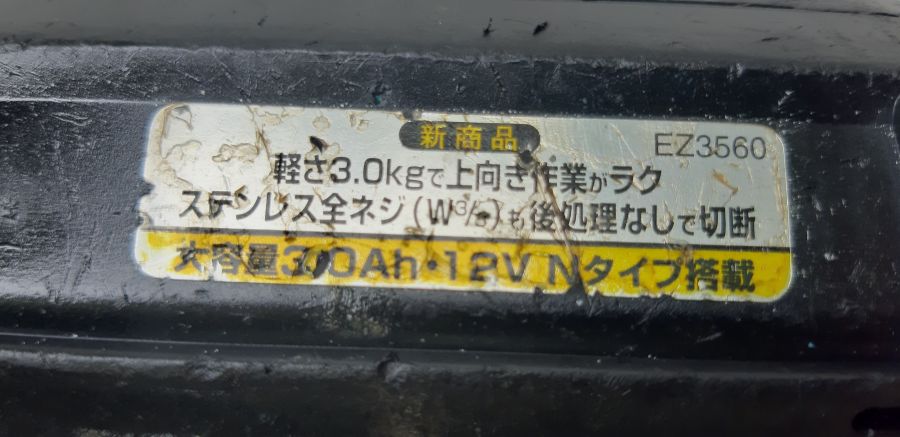 新商品
EZ3560
軽さ3.0kgで上向き作業がラク
ステンレス全ネジ(W3/8)も後処理なしで切断
大容量3.0Ah・12V Nタイプ搭載